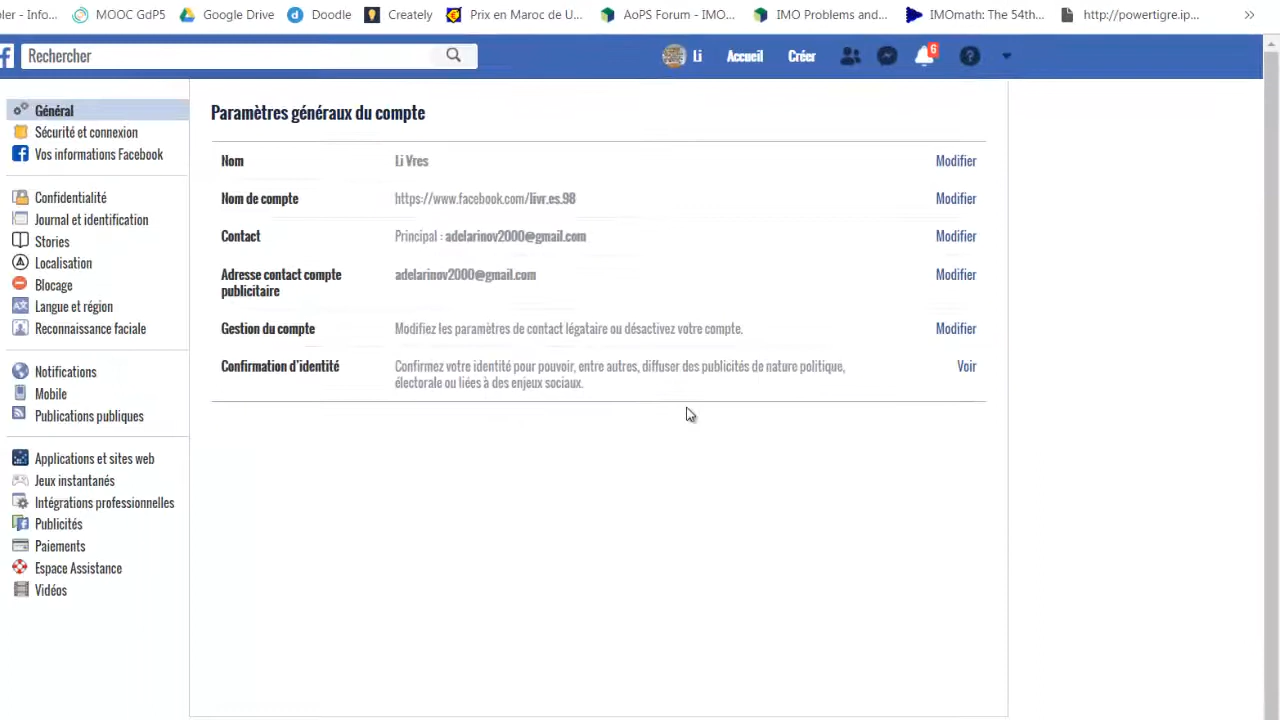 ler - Info... MOOC GdP5 Google Drive Doodle Creately Prix en Maroc de U... AoPS Forum - IMO... IMO Problems and... IMOmath: The 54th... http://powertigre.ip... »
f Rechercher Li Accueil Créer 6 ?
Général
Sécurité et connexion
Vos informations Facebook
Confidentialité
Journal et identification
Stories
Localisation
Blocage
Langue et région
Reconnaissance faciale
Notifications
Mobile
Publications publiques
Applications et sites web
Jeux instantanés
Intégrations professionnelles
Publicités
Paiements
Espace Assistance
Vidéos
Paramètres généraux du compte
Nom Li Vres Modifier
Nom de compte https://www.facebook.com/livr.es.98 Modifier
Contact Principal : adelarinov2000@gmail.com Modifier
Adresse contact compte adelarinov2000@gmail.com Modifier
publicitaire
Gestion du compte Modifiez les paramètres de contact légataire ou désactivez votre compte. Modifier
Confirmation d'identité Confirmez votre identité pour pouvoir, entre autres, diffuser des publicités de nature politique, Voir
électorale ou liées à des enjeux sociaux.